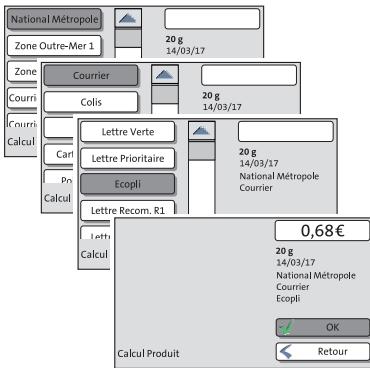 National Métropole
Zone Outre-Mer 1
20 g
14/03/17
Zone
Courri
Courri
Calcul
Courrier
Colis
20 g
14/03/17
Cart
Po
Calcul
Lettre Verte
Lettre Prioritaire
Ecopli
Lettre Recom. R1
Lett
20 g
14/03/17
National Métropole
Courrier
Calcul
0,68€
20 g
14/03/17
National Métropole
Courrier
Ecopli
OK
Calcul Produit
Retour